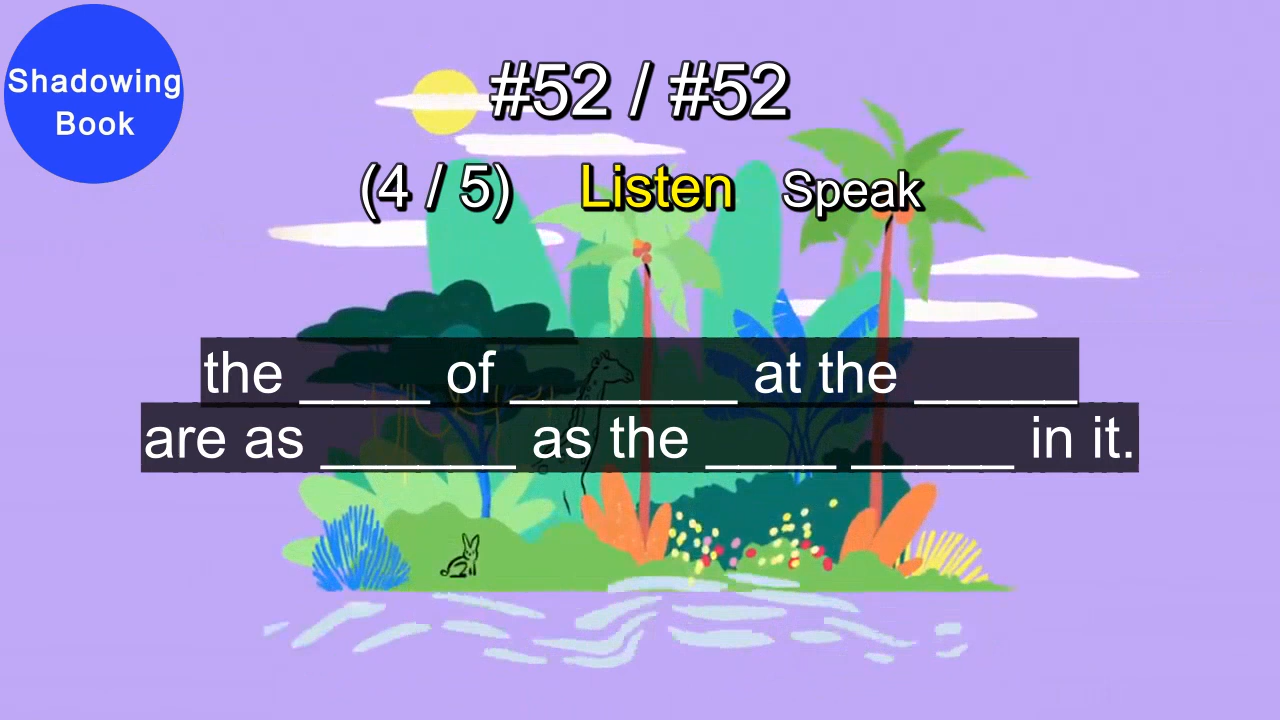 Shadowing
Book
#52 / #52
(4 / 5) Listen Speak
the ____ of _______ at the _____
are as ______ as the ____ _____ in it.